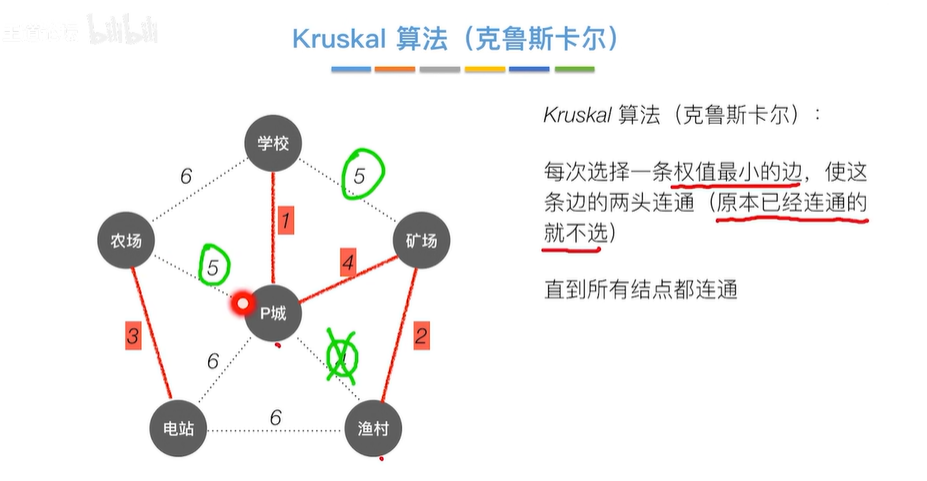 bilibili
Kruskal 算法（克鲁斯卡尔）
Kruskal 算法（克鲁斯卡尔）：
每次选择一条权值最小的边，使这
条边的两头连通（原本已经连通的
就不选）
直到所有结点都连通
学校
6
5
1
农场
矿场
5
4
P城
3
2
6
6
电站
渔村